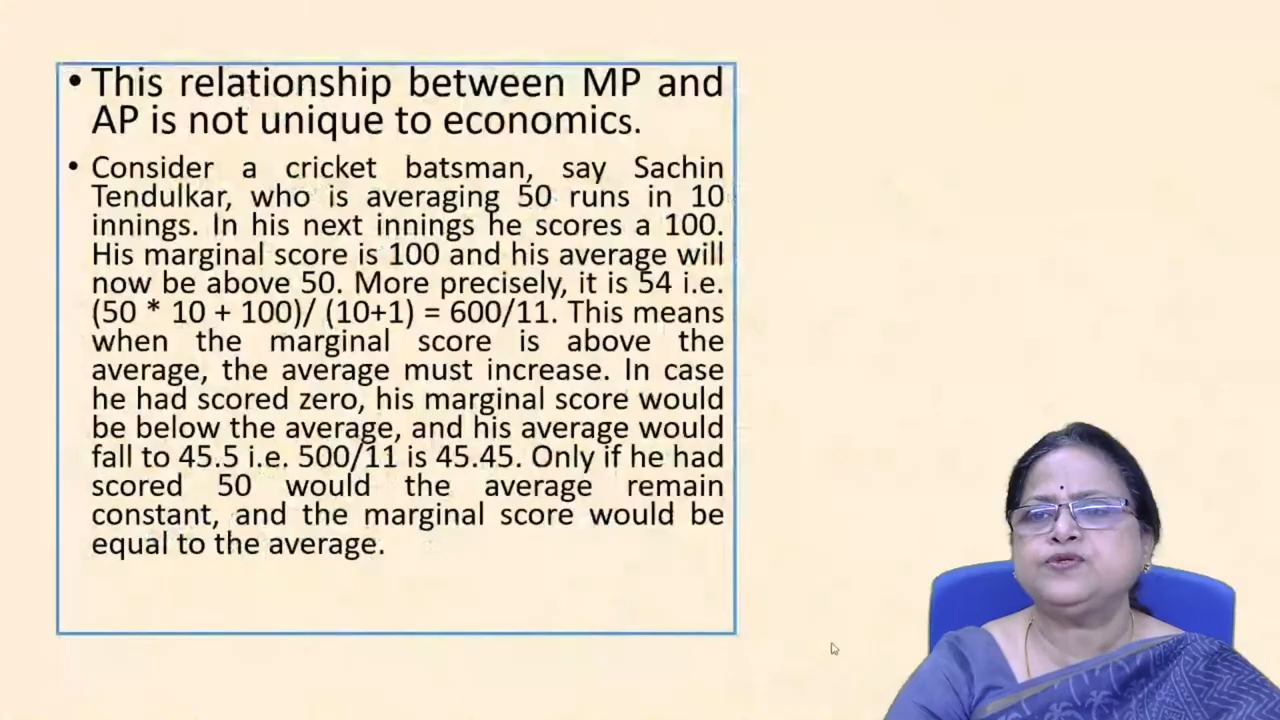 • This relationship between MP and
AP is not unique to economics.
• Consider a cricket batsman, say Sachin
Tendulkar, who is averaging 50 runs in 10
innings. In his next innings he scores a 100.
His marginal score is 100 and his average will
now be above 50. More precisely, it is 54 i.e.
(50 * 10 + 100)/ (10+1) = 600/11. This means
when the marginal score is above the
average, the average must increase. In case
he had scored zero, his marginal score would
be below the average, and his average would
fall to 45.5 i.e. 500/11 is 45.45. Only if he had
scored 50 would the average remain
constant, and the marginal score would be
equal to the average.